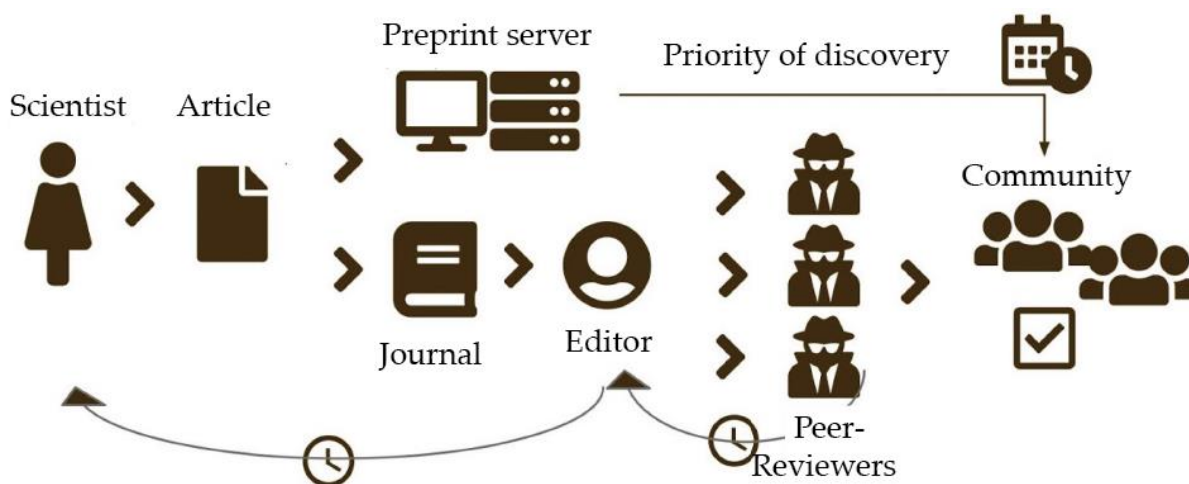 Preprint server
Priority of discovery
Scientist
Article
Community
Journal
Editor
Peer-
Reviewers